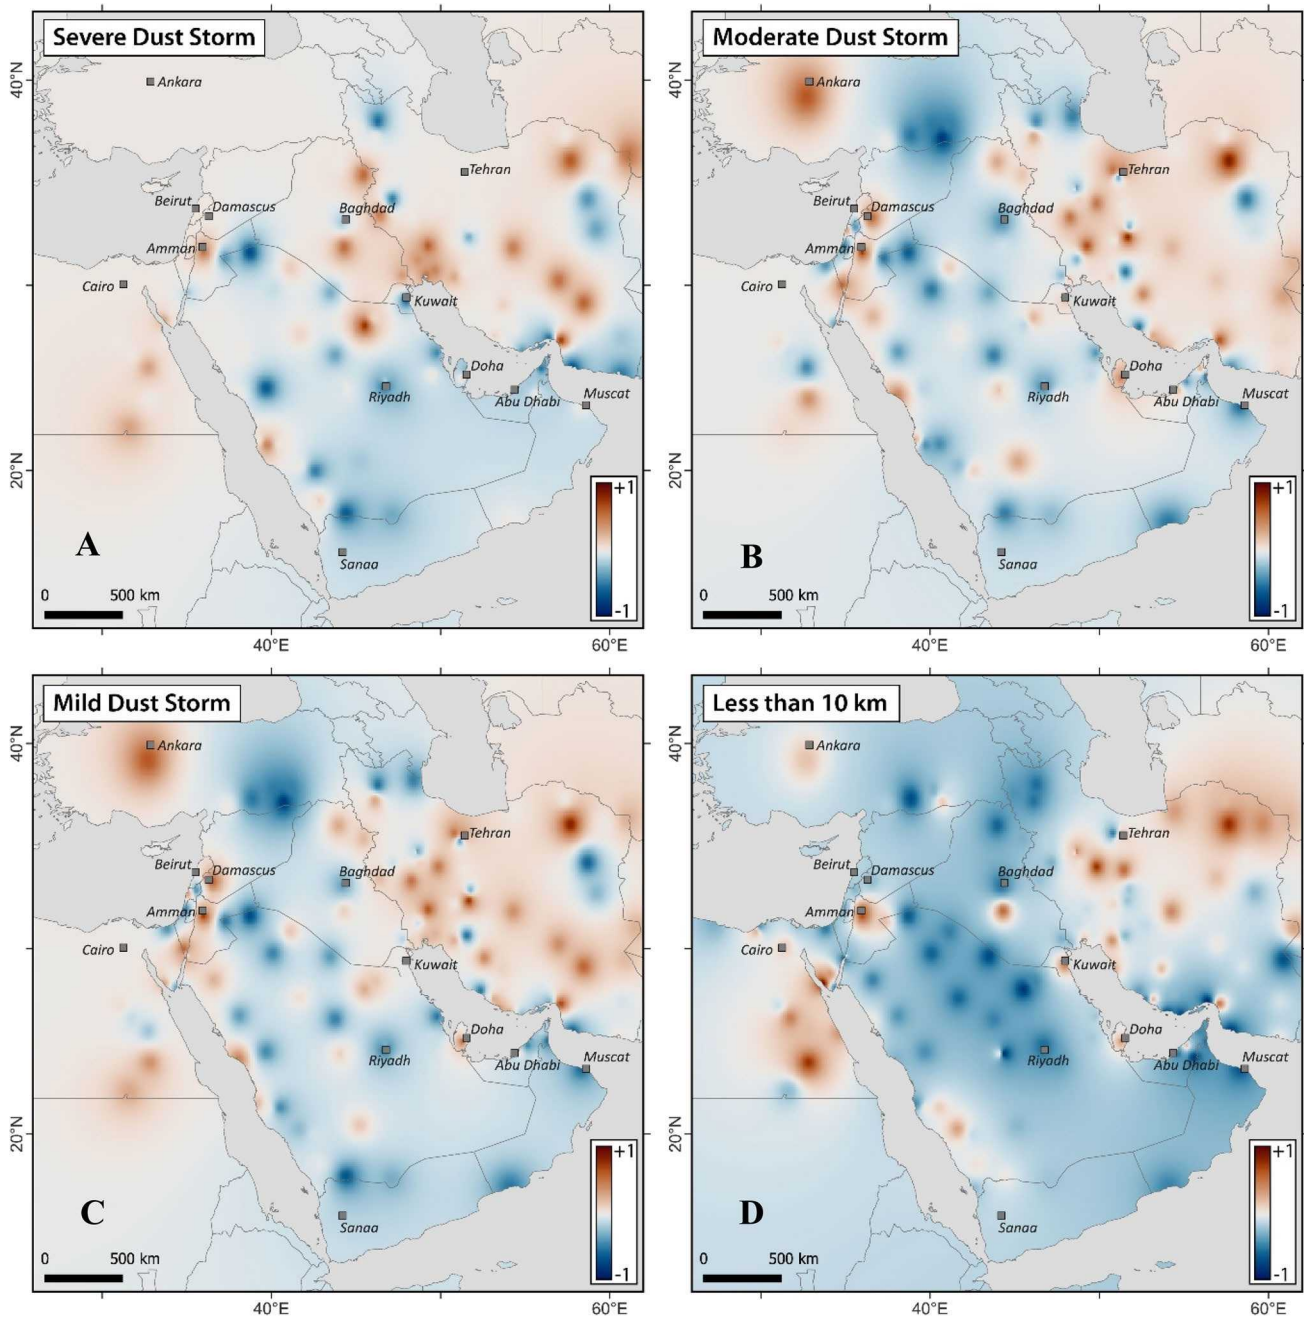 Severe Dust Storm
40°N
Ankara
Tehran
Beirut
Damascus
Baghdad
Amman
Cairo
Kuwait
Doha
Riyadh
Abu Dhabi
Muscat
20°N
Sanaa
A
0 500 km
+1
-1
40°E 60°E
Moderate Dust Storm
40°N
Ankara
Tehran
Beirut
Damascus
Baghdad
Amman
Cairo
Kuwait
Doha
Riyadh
Abu Dhabi
Muscat
20°N
Sanaa
B
0 500 km
+1
-1
40°E 60°E
Mild Dust Storm
40°N
Ankara
Tehran
Beirut
Damascus
Baghdad
Amman
Cairo
Kuwait
Doha
Riyadh
Abu Dhabi
Muscat
20°N
Sanaa
C
0 500 km
+1
-1
40°E 60°E
Less than 10 km
40°N
Ankara
Tehran
Beirut
Damascus
Baghdad
Amman
Cairo
Kuwait
Doha
Riyadh
Abu Dhabi
Muscat
20°N
Sanaa
D
0 500 km
+1
-1
40°E 60°E